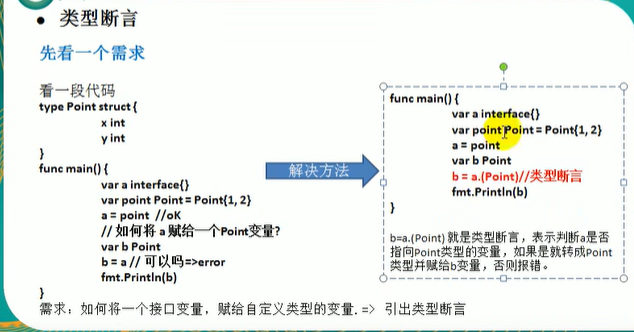 ● 类型断言
先看一个需求
看一段代码
type Point struct {
x int
y int
}
func main() {
var a interface{}
var point Point = Point{1, 2}
a = point //oK
// 如何将 a 赋给一个Point变量?
var b Point
b = a // 可以吗=>error
fmt.Println(b)
}
需求: 如何将一个接口变量, 赋给自定义类型的变量. => 引出类型断言
解决方法
func main() {
var a interface{}
var point Point = Point{1, 2}
a = point
var b Point
b = a.(Point)//类型断言
fmt.Println(b)
}
b=a.(Point) 就是类型断言，表示判断a是否
指向Point类型的变量，如果是就转成Point
类型并赋给b变量，否则报错。